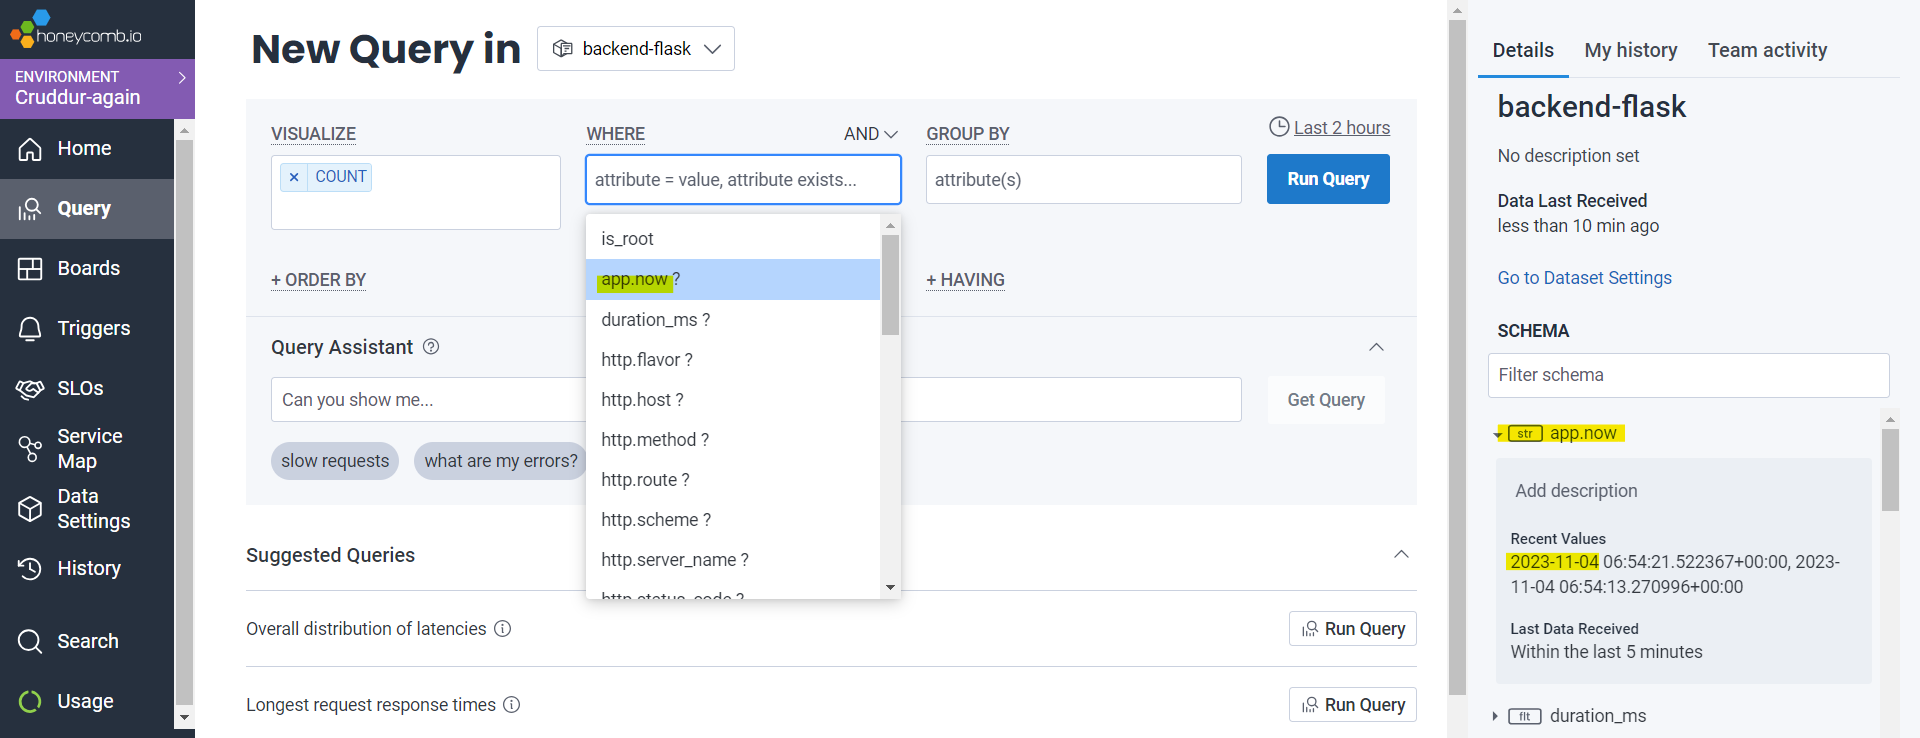 honeycomb.io
ENVIRONMENT
Cruddur-again
Home
Query
Boards
Triggers
SLOs
Service
Map
Data
Settings
History
Search
Usage
New Query in
backend-flask
VISUALIZE
× COUNT
+ ORDER BY
WHERE
AND
attribute = value, attribute exists...
is_root
app.now ?
duration_ms ?
http.flavor ?
http.host ?
http.method ?
http.route ?
http.scheme ?
http.server_name ?
http.status_code ?
GROUP BY
attribute(s)
+ HAVING
Last 2 hours
Run Query
Query Assistant ?
Can you show me...
Get Query
slow requests
what are my errors?
Suggested Queries
Overall distribution of latencies
Run Query
Longest request response times
Run Query
Details My history Team activity
backend-flask
No description set
Data Last Received
less than 10 min ago
Go to Dataset Settings
SCHEMA
Filter schema
str app.now
Add description
Recent Values
2023-11-04 06:54:21.522367+00:00, 2023-
11-04 06:54:13.270996+00:00
Last Data Received
Within the last 5 minutes
flt duration_ms